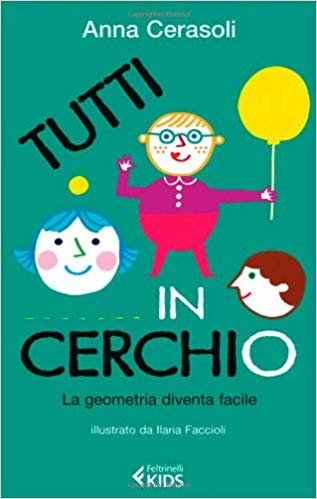 Anna Cerasoli
TUTTI
IN
CERCHIO
La geometria diventa facile
illustrato da Ilaria Faccioli
Feltrinelli
KIDS